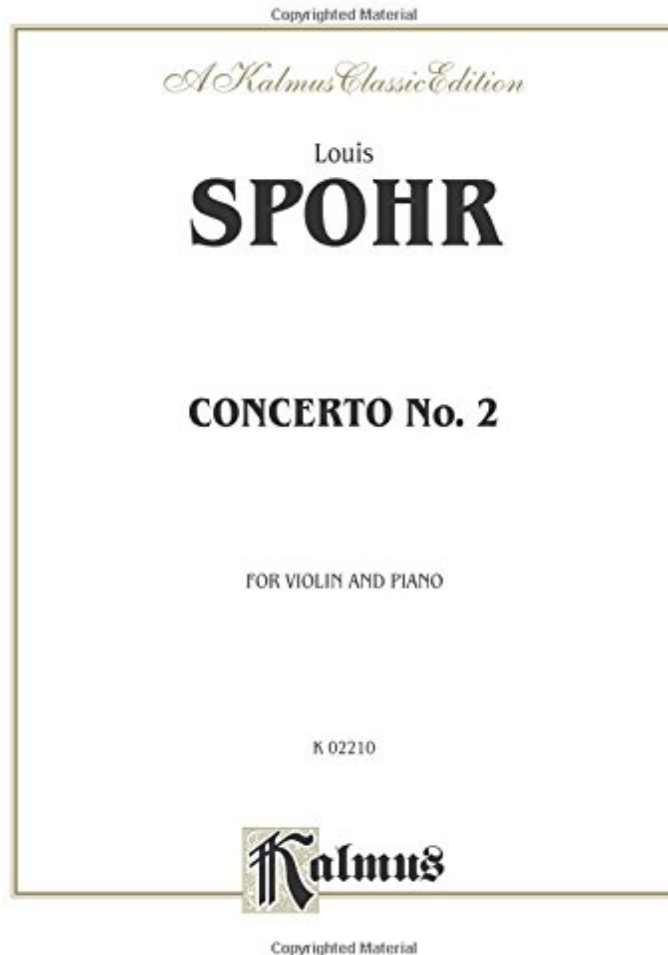 Copyrighted Material
A Kalmus Classic Edition
Louis
SPOHR
CONCERTO No. 2
FOR VIOLIN AND PIANO
K 02210
Kalmus
Copyrighted Material